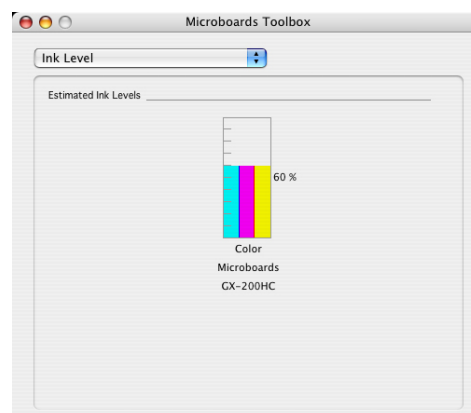 Microboards Toolbox
Ink Level
Estimated Ink Levels
60 %
Color
Microboards
GX-200HC